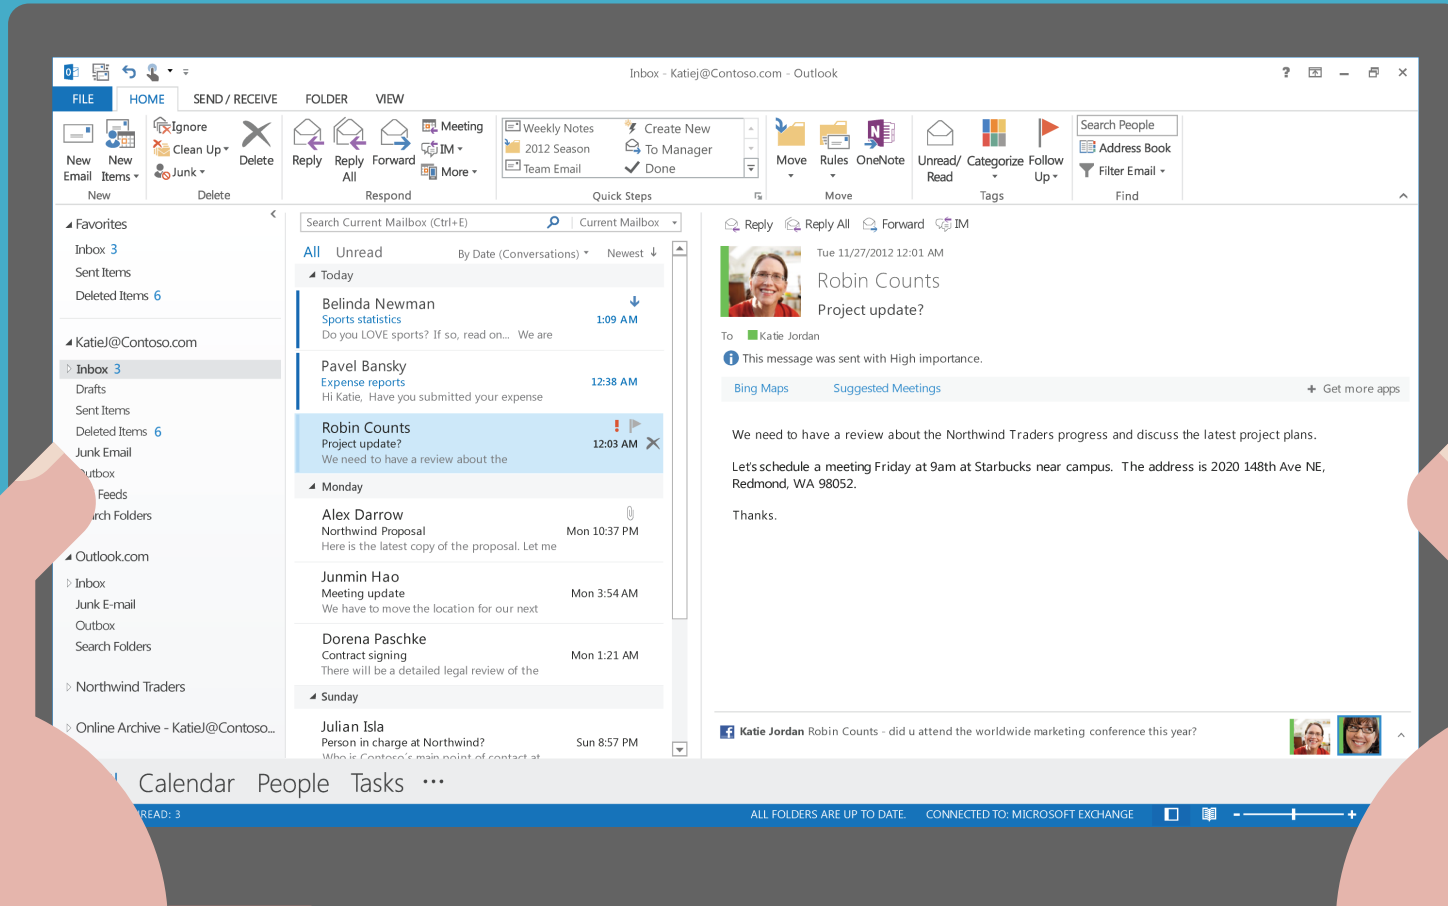 Inbox - Katiej@Contoso.com - Outlook
FILE HOME SEND / RECEIVE FOLDER VIEW
New Email
New Items
New
Ignore
Clean Up
Junk
Delete
Delete
Reply
Reply All
Forward
Meeting
IM
More
Respond
Weekly Notes
2012 Season
Team Email
Create New
To Manager
Done
Quick Steps
Move
Rules
OneNote
Move
Unread/ Read
Categorize
Follow Up
Tags
Search People
Address Book
Filter Email
Find
Favorites
Inbox 3
Sent Items
Deleted Items 6
KatieJ@Contoso.com
Inbox 3
Drafts
Sent Items
Deleted Items 6
Junk Email
utbox
Feeds
rch Folders
Outlook.com
Inbox
Junk E-mail
Outbox
Search Folders
Northwind Traders
Online Archive - KatieJ@Contoso...
Search Current Mailbox (Ctrl+E)
Current Mailbox
All Unread
By Date (Conversations) Newest
Today
Belinda Newman
Sports statistics 1:09 AM
Do you LOVE sports? If so, read on... We are
Pavel Bansky
Expense reports 12:38 AM
Hi Katie, Have you submitted your expense
Robin Counts
Project update? 12:03 AM
We need to have a review about the
Monday
Alex Darrow
Northwind Proposal Mon 10:37 PM
Here is the latest copy of the proposal. Let me
Junmin Hao
Meeting update Mon 3:54 AM
We have to move the location for our next
Dorena Paschke
Contract signing Mon 1:21 AM
There will be a detailed legal review of the
Sunday
Julian Isla
Person in charge at Northwind? Sun 8:57 PM
Who is Contoso's main point of contact at
Reply Reply All Forward IM
Tue 11/27/2012 12:01 AM
Robin Counts
Project update?
To Katie Jordan
This message was sent with High importance.
Bing Maps Suggested Meetings + Get more apps
We need to have a review about the Northwind Traders progress and discuss the latest project plans.
Let's schedule a meeting Friday at 9am at Starbucks near campus. The address is 2020 148th Ave NE,
Redmond, WA 98052.
Thanks.
Katie Jordan Robin Counts - did u attend the worldwide marketing conference this year?
Calendar People Tasks ···
READ: 3
ALL FOLDERS ARE UP TO DATE. CONNECTED TO: MICROSOFT EXCHANGE